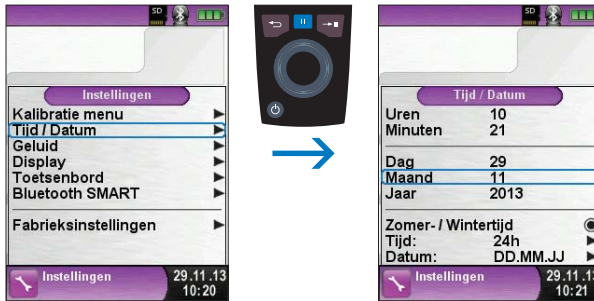 SD
Instellingen
Kalibratie menu
Tijd / Datum
Geluid
Display
Toetsenbord
Bluetooth SMART
Fabrieksinstellingen
Instellingen 29.11.13
10:20
SD
Tijd / Datum
Uren 10
Minuten 21
Dag 29
Maand 11
Jaar 2013
Zomer- / Wintertijd
Tijd: 24h
Datum: DD.MM.JJ
Instellingen 29.11.13
10:21